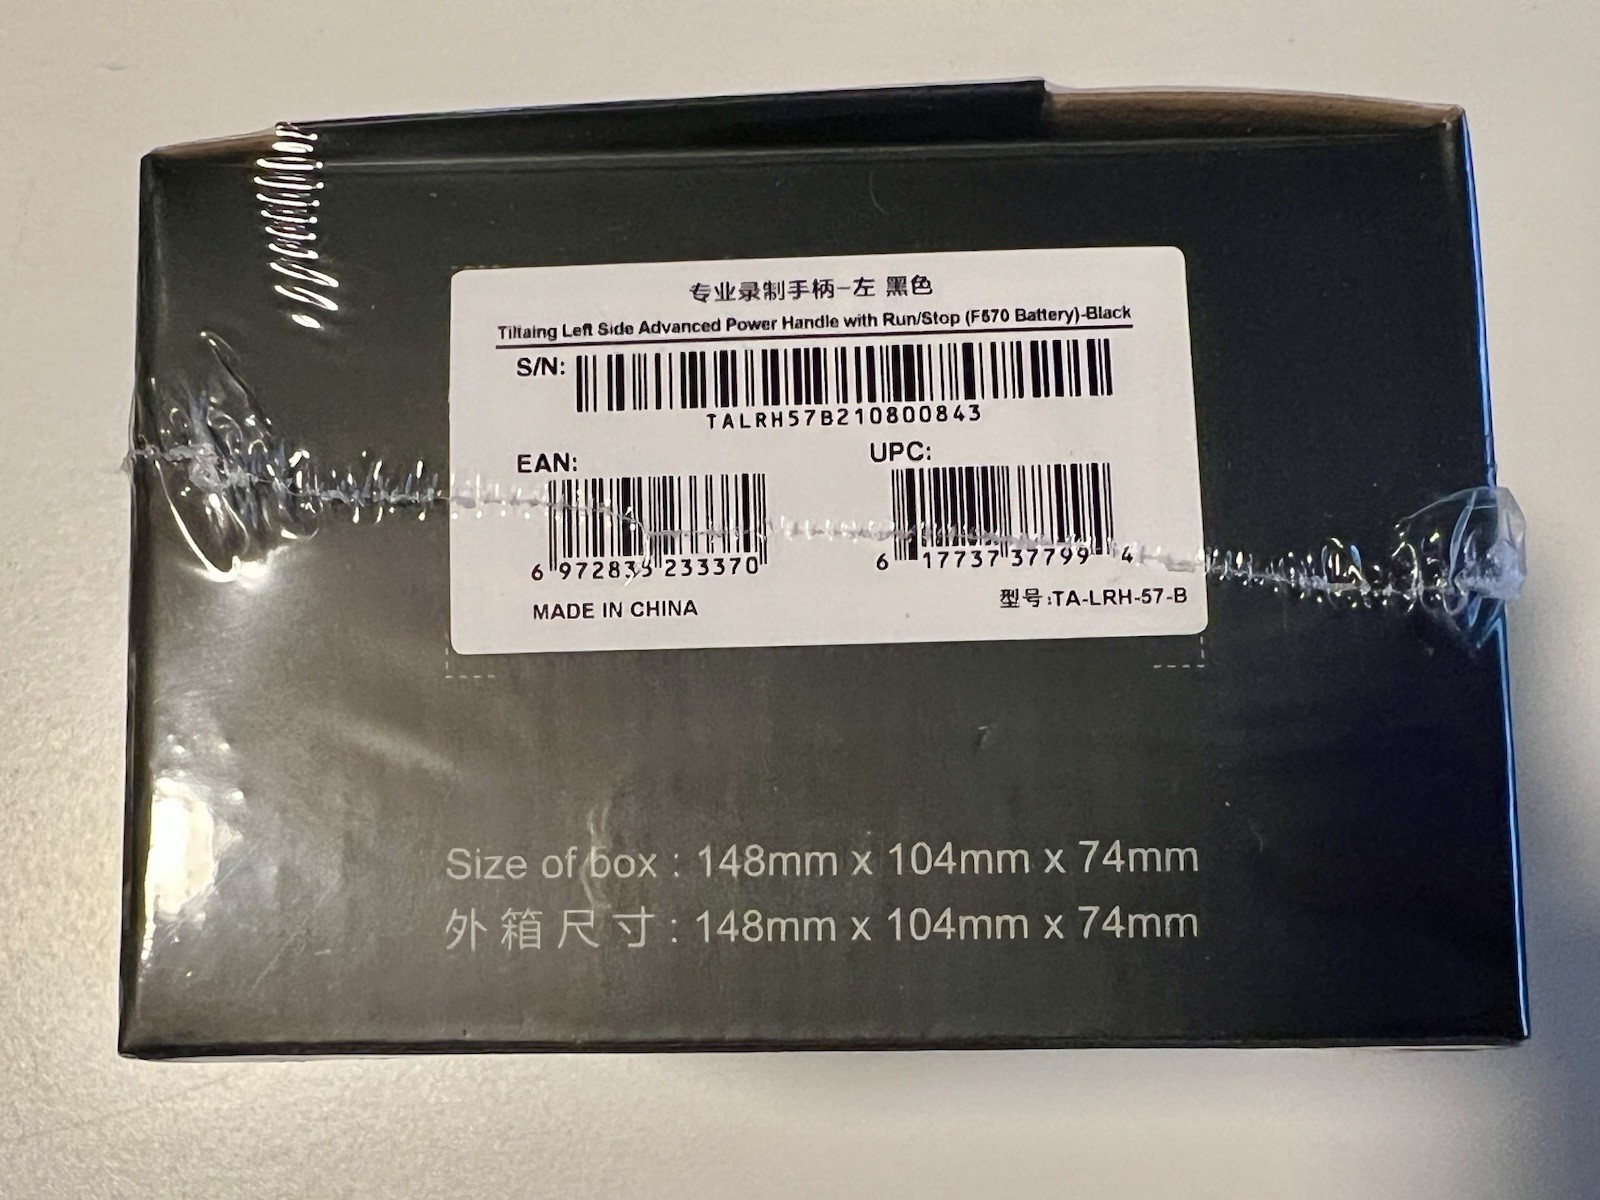 专业录制手柄-左 黑色
Tiltaing Left Side Advanced Power Handle with Run/Stop (F570 Battery)-Black
S/N:
TALRH57B210800843
EAN:
UPC:
6 972835 233370
6 17737 37799 4
MADE IN CHINA
型号:TA-LRH-57-B
Size of box : 148mm x 104mm x 74mm
外箱尺寸 : 148mm x 104mm x 74mm